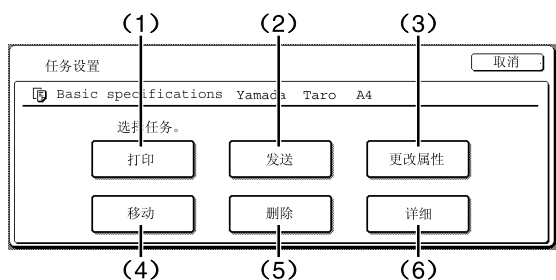 (1) (2) (3)
任务设置 取消
Basic specifications Yamada Taro A4
选择任务。
打印 发送 更改属性
移动 删除 详细
(4) (5) (6)